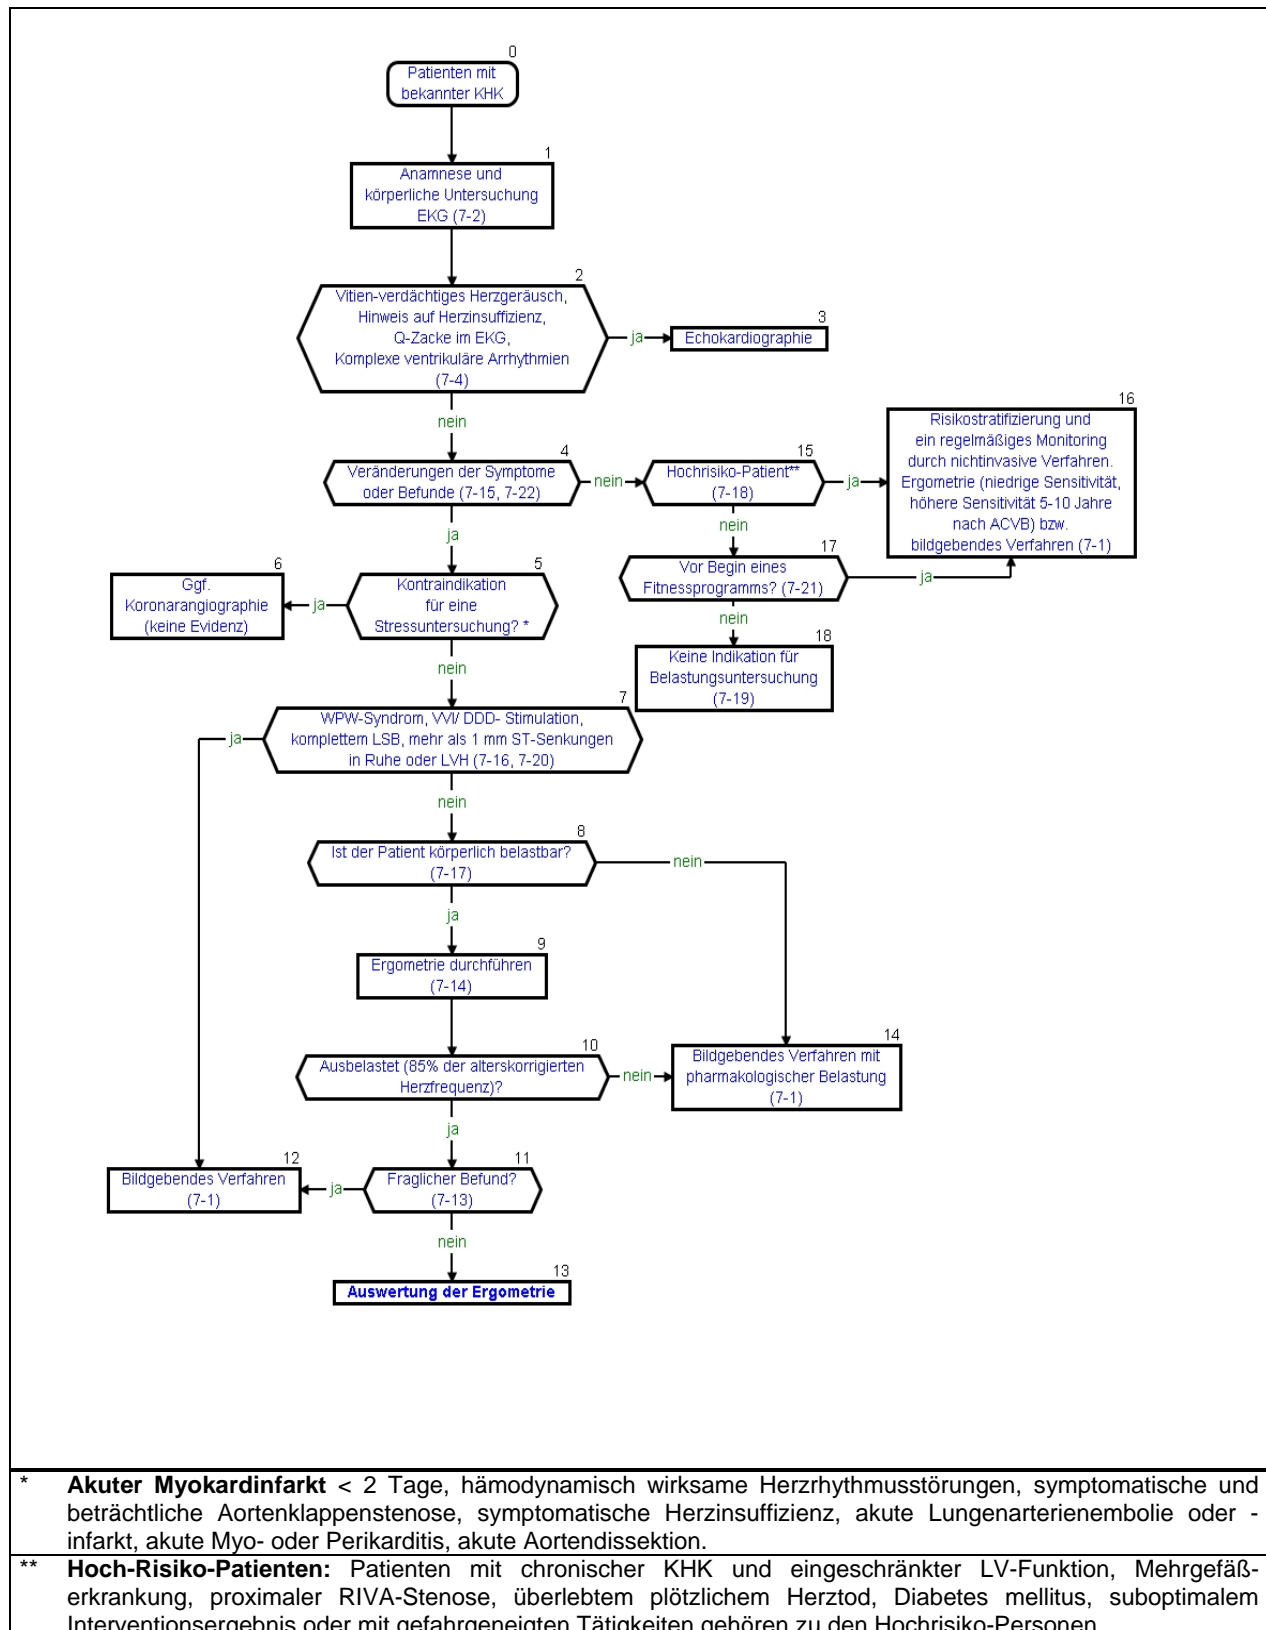 0
Patienten mit
bekannter KHK
1
Anamnese und
körperliche Untersuchung
EKG (7-2)
2
Vitien-verdächtiges Herzgeräusch,
Hinweis auf Herzinsuffizienz,
Q-Zacke im EKG,
Komplexe ventrikuläre Arrhythmien
(7-4)
ja
3
Echokardiographie
nein
4
Veränderungen der Symptome
oder Befunde (7-15, 7-22)
nein
15
Hochrisiko-Patient**
(7-18)
ja
16
Risikostratifizierung und
ein regelmäßiges Monitoring
durch nichtinvasive Verfahren.
Ergometrie (niedrige Sensitivität,
höhere Sensitivität 5-10 Jahre
nach ACVB) bzw.
bildgebendes Verfahren (7-1)
nein
17
Vor Begin eines
Fitnessprogramms? (7-21)
ja
nein
18
Keine Indikation für
Belastungsuntersuchung
(7-19)
ja
5
Kontraindikation
für eine
Stressuntersuchung? *
ja
6
Ggf.
Koronarangiographie
(keine Evidenz)
nein
7
WPW-Syndrom, VVI/ DDD- Stimulation,
komplettem LSB, mehr als 1 mm ST-Senkungen
in Ruhe oder LVH (7-16, 7-20)
ja
nein
8
Ist der Patient körperlich belastbar?
(7-17)
nein
ja
9
Ergometrie durchführen
(7-14)
10
Ausbelastet (85% der alterskorrigierten
Herzfrequenz)?
nein
14
Bildgebendes Verfahren mit
pharmakologischer Belastung
(7-1)
ja
11
Fraglicher Befund?
(7-13)
ja
12
Bildgebendes Verfahren
(7-1)
nein
13
Auswertung der Ergometrie
* Akuter Myokardinfarkt < 2 Tage, hämodynamisch wirksame Herzrhythmusstörungen, symptomatische und
beträchtliche Aortenklappenstenose, symptomatische Herzinsuffizienz, akute Lungenarterienembolie oder -
infarkt, akute Myo- oder Perikarditis, akute Aortendissektion.
** Hoch-Risiko-Patienten: Patienten mit chronischer KHK und eingeschränkter LV-Funktion, Mehrgefäß-
erkrankung, proximaler RIVA-Stenose, überlebtem plötzlichem Herztod, Diabetes mellitus, suboptimalem
Interventionsergebnis oder mit gefahrgeneigten Tätigkeiten gehören zu den Hochrisiko-Personen